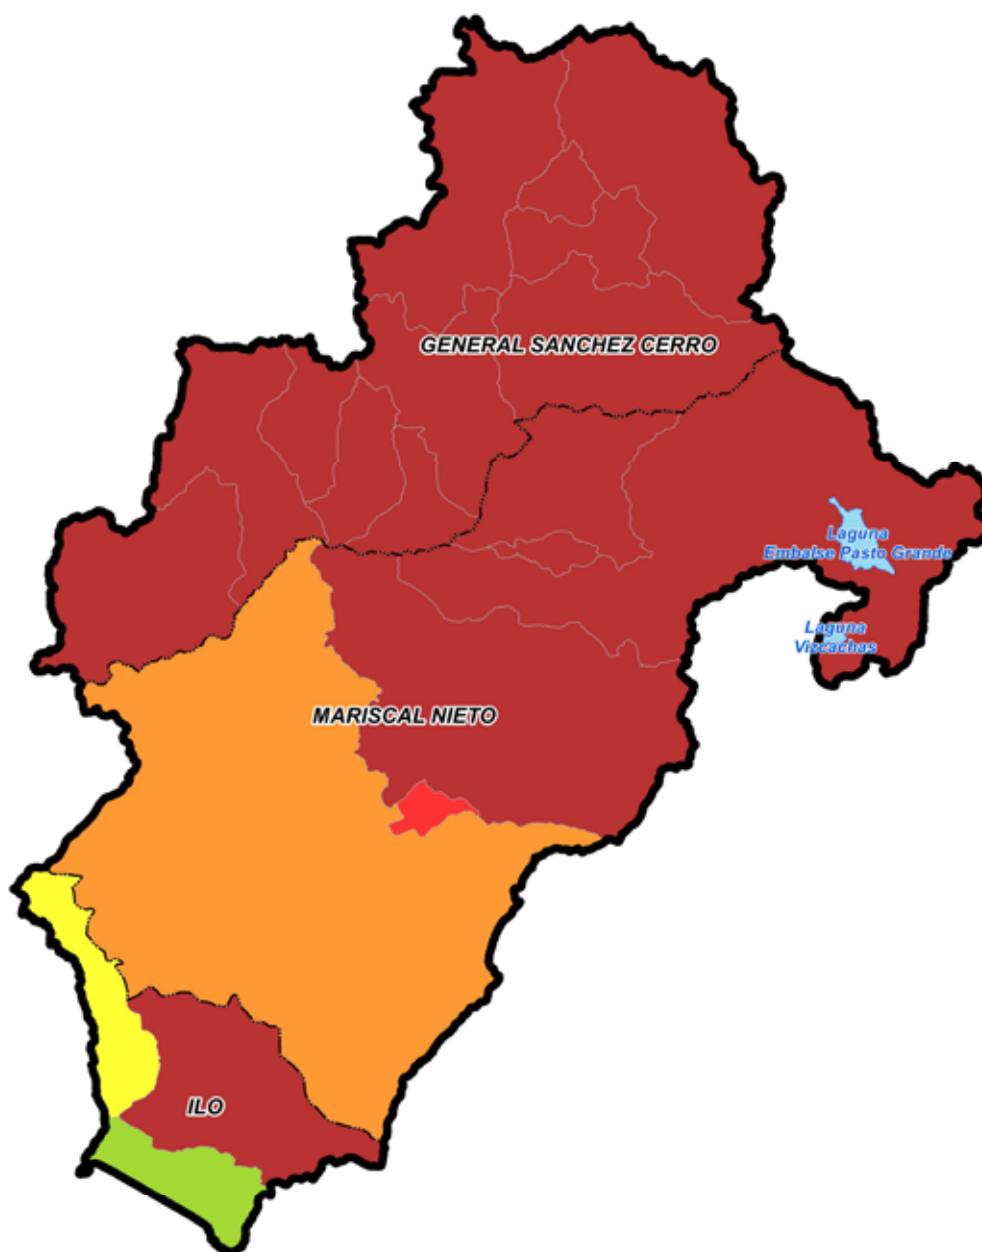 GENERAL SANCHEZ CERRO
Laguna
Embalse Pasto Grande
Laguna
Vizcachas
MARISCAL NIETO
ILO